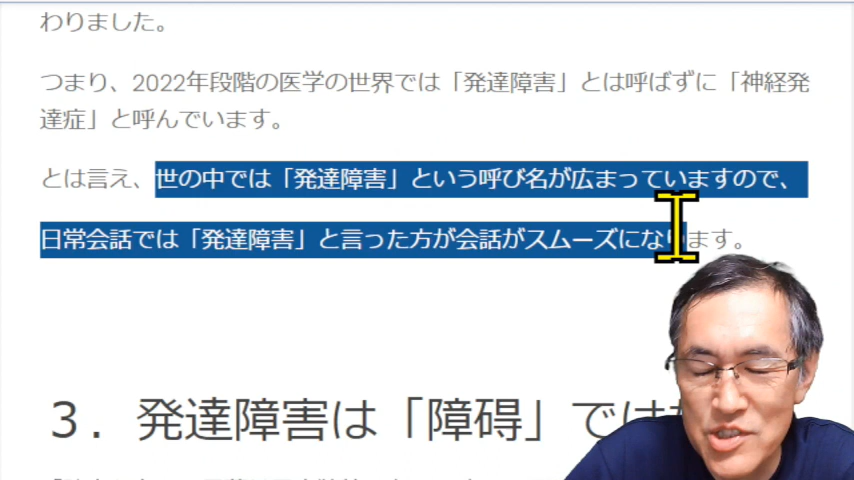 わりました。
つまり、2022年段階の医学の世界では「発達障害」とは呼ばずに「神経発
達症」と呼んでいます。
とは言え、世の中では「発達障害」という呼び名が広まっていますので、
日常会話では「発達障害」と言った方が会話がスムーズになります。
３．発達障害は「障碍」では